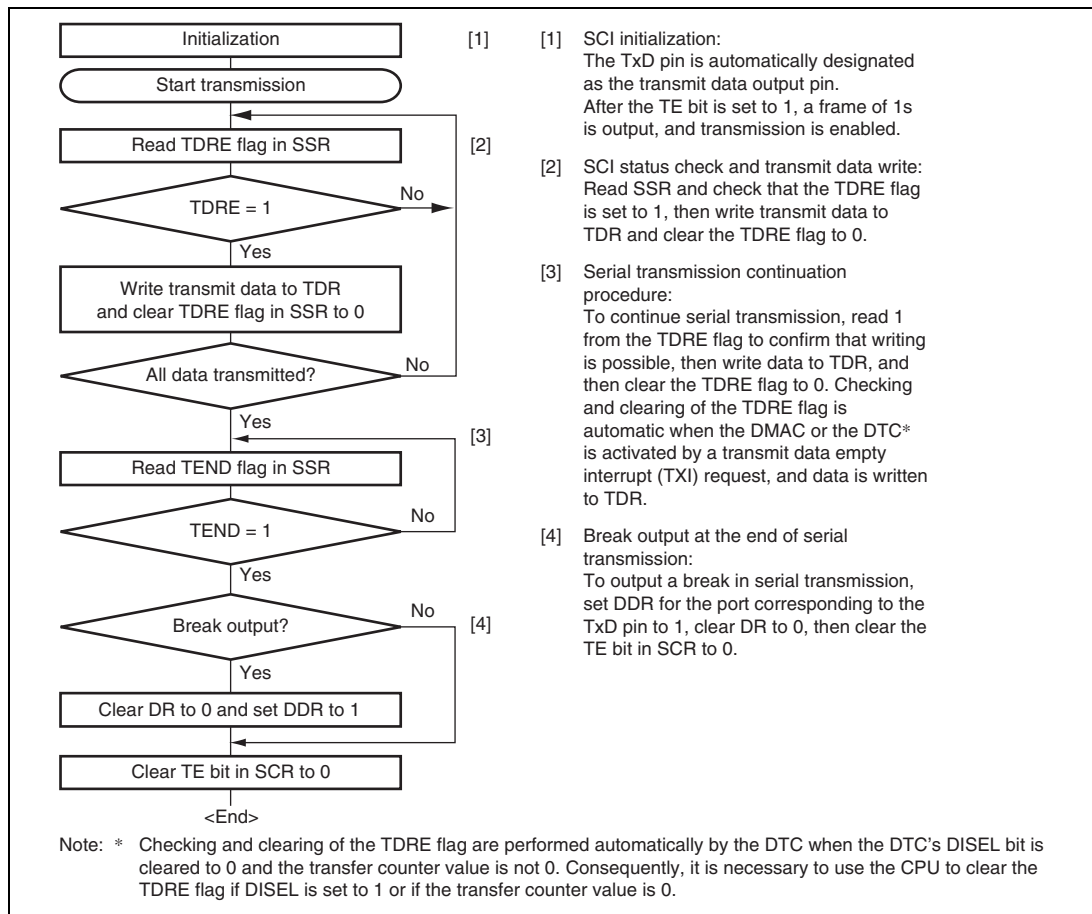 Initialization
[1]
Start transmission
Read TDRE flag in SSR
[2]
TDRE = 1
No
Yes
Write transmit data to TDR
and clear TDRE flag in SSR to 0
All data transmitted?
No
Yes
[3]
Read TEND flag in SSR
TEND = 1
No
Yes
Break output?
No
[4]
Yes
Clear DR to 0 and set DDR to 1
Clear TE bit in SCR to 0
<End>
[1] SCI initialization:
The TxD pin is automatically designated
as the transmit data output pin.
After the TE bit is set to 1, a frame of 1s
is output, and transmission is enabled.
[2] SCI status check and transmit data write:
Read SSR and check that the TDRE flag
is set to 1, then write transmit data to
TDR and clear the TDRE flag to 0.
[3] Serial transmission continuation
procedure:
To continue serial transmission, read 1
from the TDRE flag to confirm that writing
is possible, then write data to TDR, and
then clear the TDRE flag to 0. Checking
and clearing of the TDRE flag is
automatic when the DMAC or the DTC*
is activated by a transmit data empty
interrupt (TXI) request, and data is written
to TDR.
[4] Break output at the end of serial
transmission:
To output a break in serial transmission,
set DDR for the port corresponding to the
TxD pin to 1, clear DR to 0, then clear the
TE bit in SCR to 0.
Note: * Checking and clearing of the TDRE flag are performed automatically by the DTC when the DTC's DISEL bit is
cleared to 0 and the transfer counter value is not 0. Consequently, it is necessary to use the CPU to clear the
TDRE flag if DISEL is set to 1 or if the transfer counter value is 0.